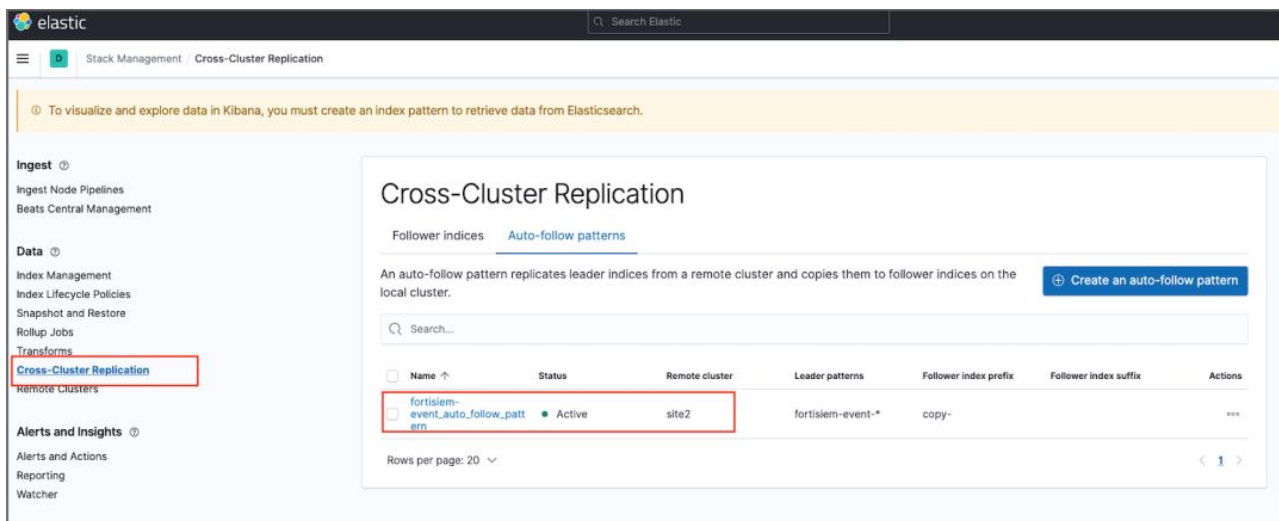 elastic
Search Elastic
D
Stack Management / Cross-Cluster Replication
To visualize and explore data in Kibana, you must create an index pattern to retrieve data from Elasticsearch.
Ingest
Ingest Node Pipelines
Beats Central Management
Data
Index Management
Index Lifecycle Policies
Snapshot and Restore
Rollup Jobs
Transforms
Cross-Cluster Replication
Remote Clusters
Alerts and Insights
Alerts and Actions
Reporting
Watcher
Cross-Cluster Replication
Follower indices Auto-follow patterns
An auto-follow pattern replicates leader indices from a remote cluster and copies them to follower indices on the
local cluster.
Create an auto-follow pattern
Search...
Name Status Remote cluster Leader patterns Follower index prefix Follower index suffix Actions
fortisiem-
event_auto_follow_patt Active site2 fortisiem-event-* copy-
ern
Rows per page: 20
< 1 >